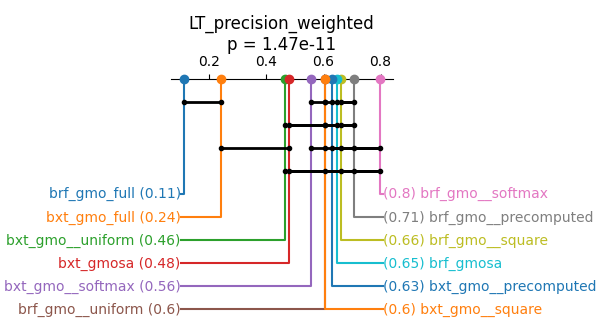 LT_precision_weighted
p = 1.47e-11
0.2 0.4 0.6 0.8
brf_gmo_full (0.11) (0.8) brf_gmo__softmax
bxt_gmo_full (0.24) (0.71) brf_gmo__precomputed
bxt_gmo__uniform (0.46) (0.66) brf_gmo__square
bxt_gmosa (0.48) (0.65) brf_gmosa
bxt_gmo__softmax (0.56) (0.63) bxt_gmo__precomputed
brf_gmo__uniform (0.6) (0.6) bxt_gmo__square